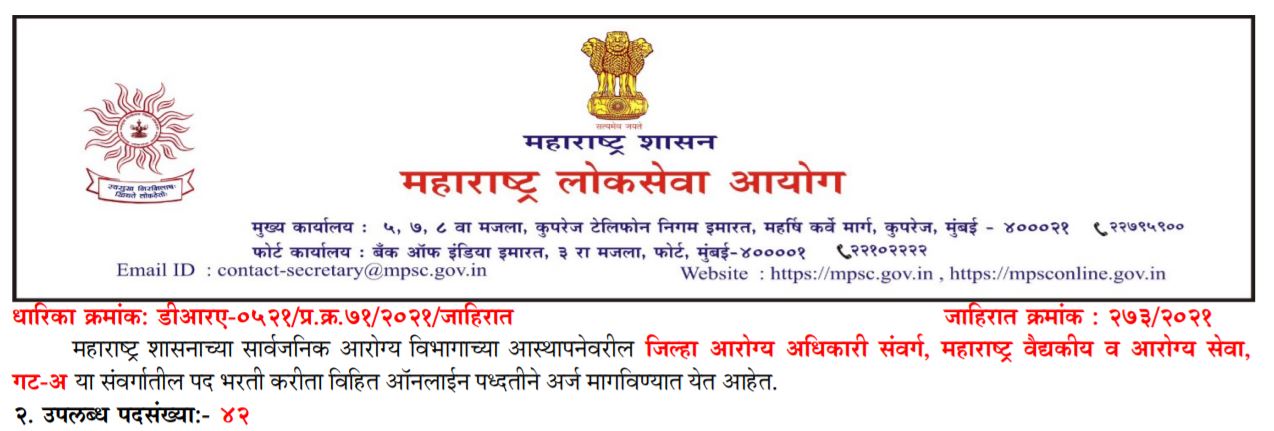 सत्यमेव जयते
महाराष्ट्र शासन
महाराष्ट्र लोकसेवा आयोग
मुख्य कार्यालय : ५, ७, ८ वा मजला, कुपरेज टेलिफोन निगम इमारत, महर्षि कर्वे मार्ग, कुपरेज, मुंबई - ४०००२१ २२७९५९००
फोर्ट कार्यालय : बँक ऑफ इंडिया इमारत, ३ रा मजला, फोर्ट, मुंबई-४००००१ २२१०२२२२
Email ID : contact-secretary@mpsc.gov.in Website : https://mpsc.gov.in , https://mpsconline.gov.in
धारिका क्रमांक: डीआरए-०५२१/प्र.क्र.७१/२०२१/जाहिरात जाहिरात क्रमांक : २७३/२०२१
महाराष्ट्र शासनाच्या सार्वजनिक आरोग्य विभागाच्या आस्थापनेवरील जिल्हा आरोग्य अधिकारी संवर्ग, महाराष्ट्र वैद्यकीय व आरोग्य सेवा,
गट-अ या संवर्गातील पद भरती करीता विहित ऑनलाईन पध्दतीने अर्ज मागविण्यात येत आहेत.
२. उपलब्ध पदसंख्या:- ४२